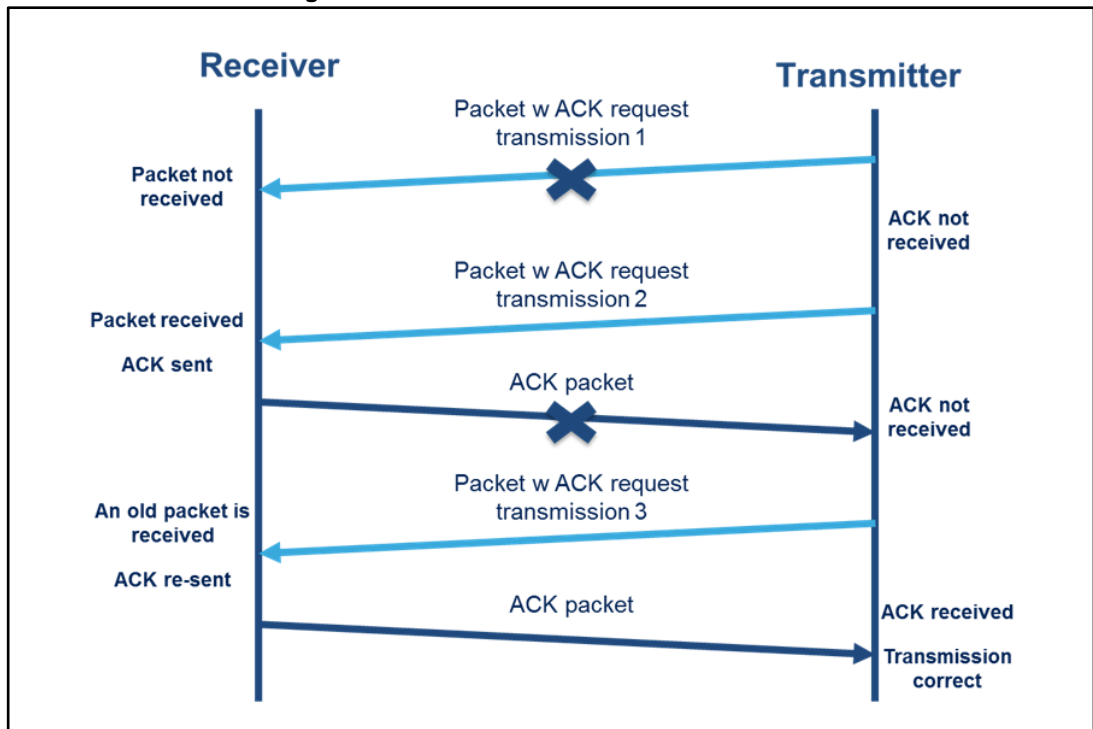 Receiver
Transmitter
Packet w ACK request
transmission 1
Packet not
received
ACK not
received
Packet w ACK request
transmission 2
Packet received
ACK sent
ACK packet
ACK not
received
Packet w ACK request
transmission 3
An old packet is
received
ACK re-sent
ACK packet
ACK received
Transmission
correct